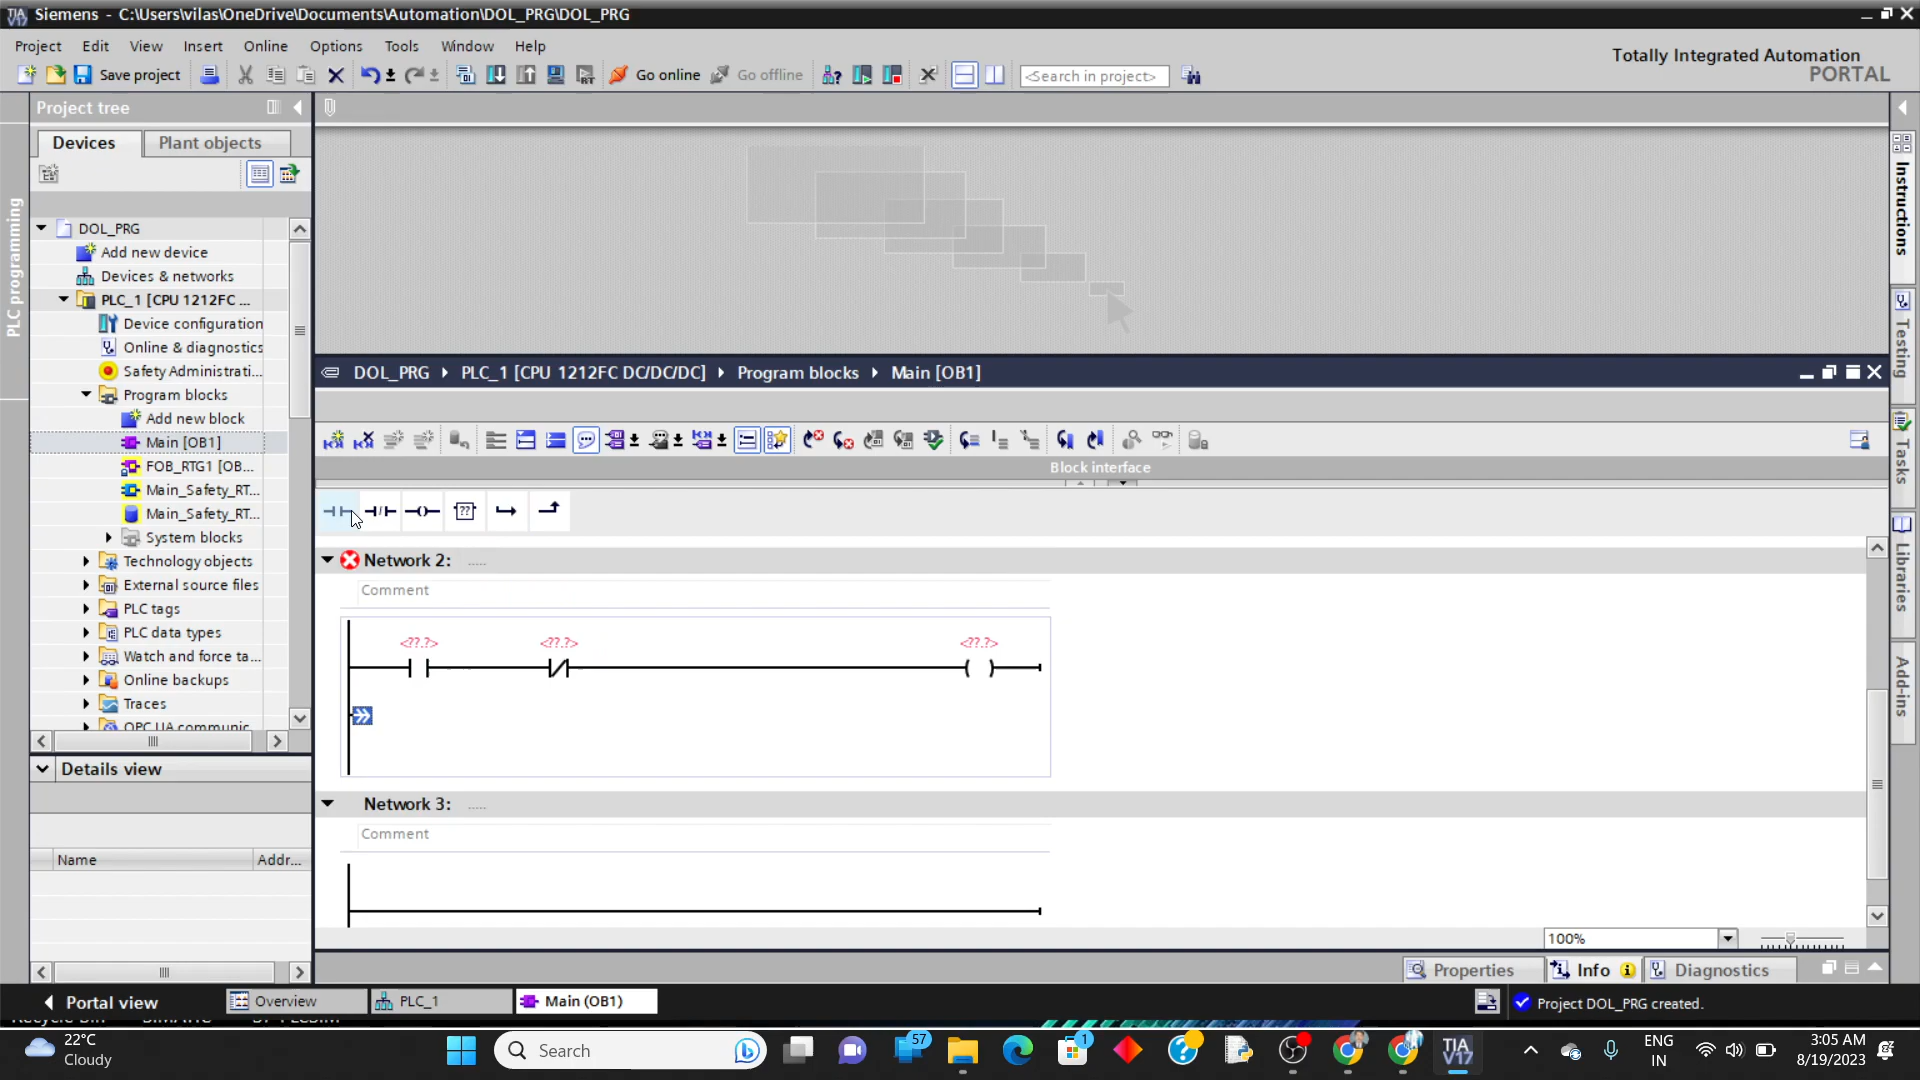 Siemens - C:\Users\vilas\OneDrive\Documents\Automation\DOL_PRG\DOL_PRG
Project Edit View Insert Online Options Tools Window Help
Totally Integrated Automation
PORTAL
Save project
Go online
Go offline
<Search in project>
Project tree
Devices
Plant objects
PLC programming
DOL_PRG
Add new device
Devices & networks
PLC_1 [CPU 1212FC ...
Device configuration
Online & diagnostics
Safety Administrati...
Program blocks
Add new block
Main [OB1]
FOB_RTG1 [OB...
Main_Safety_RT...
Main_Safety_RT...
System blocks
Technology objects
External source files
PLC tags
PLC data types
Watch and force ta...
Online backups
Traces
OPC UA communic...
Details view
Name
Addr...
DOL_PRG PLC_1 [CPU 1212FC DC/DC/DC] Program blocks Main [OB1]
Block interface
??
Network 2: .....
Comment
<??.?> <??.?> <??.?>
Network 3: .....
Comment
100%
Properties
Info
Diagnostics
Instructions
Testing
Tasks
Libraries
Add-ins
Portal view
Overview
PLC_1
Main (OB1)
Project DOL_PRG created.
22°C
Cloudy
Search
57
1
TIA
V17
ENG
IN
3:05 AM
8/19/2023